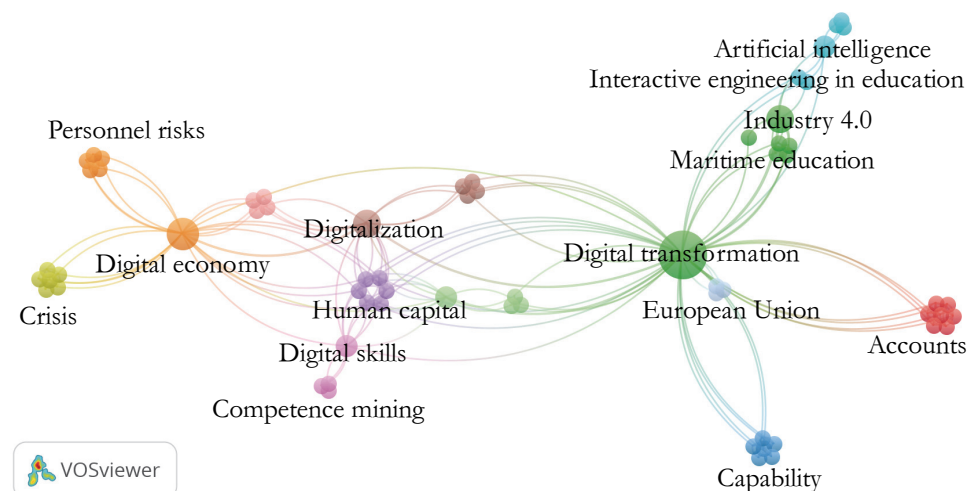 Artificial intelligence
Interactive engineering in education
Industry 4.0
Personnel risks
Maritime education
Digitalization
Digital transformation
Digital economy
European Union
Human capital
Crisis
Accounts
Digital skills
Competence mining
VOSviewer
Capability